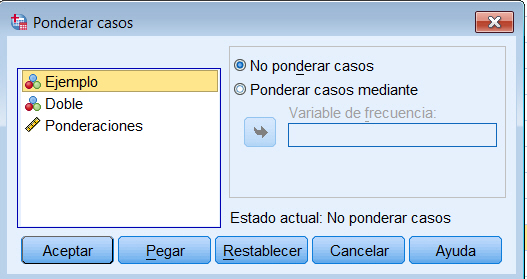 Ponderar casos
Ejemplo
Doble
Ponderaciones
No ponderar casos
Ponderar casos mediante
Variable de frecuencia:
Estado actual: No ponderar casos
Aceptar
Pegar
Restablecer
Cancelar
Ayuda